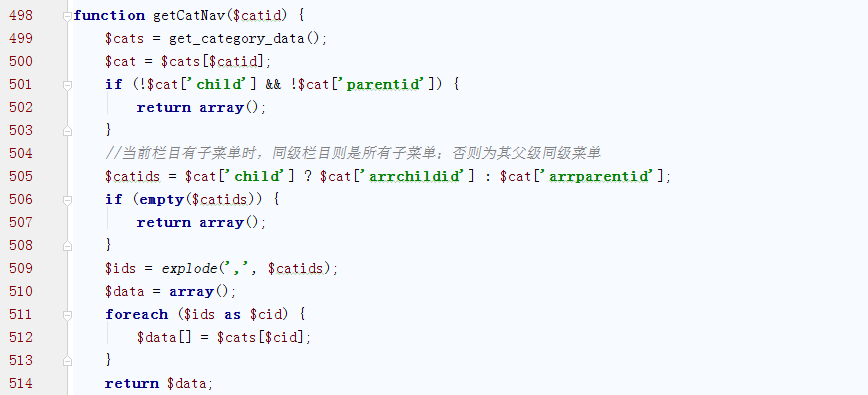 498 function getCatNav($catid) {
499 $cats = get_category_data();
500 $cat = $cats[$catid];
501 if (!$cat['child'] && !$cat['parentid']) {
502 return array();
503 }
504 //当前栏目有子菜单时，同级栏目则是所有子菜单；否则为其父级同级菜单
505 $catids = $cat['child'] ? $cat['arrchildid'] : $cat['arrparentid'];
506 if (empty($catids)) {
507 return array();
508 }
509 $ids = explode(',', $catids);
510 $data = array();
511 foreach ($ids as $cid) {
512 $data[] = $cats[$cid];
513 }
514 return $data;